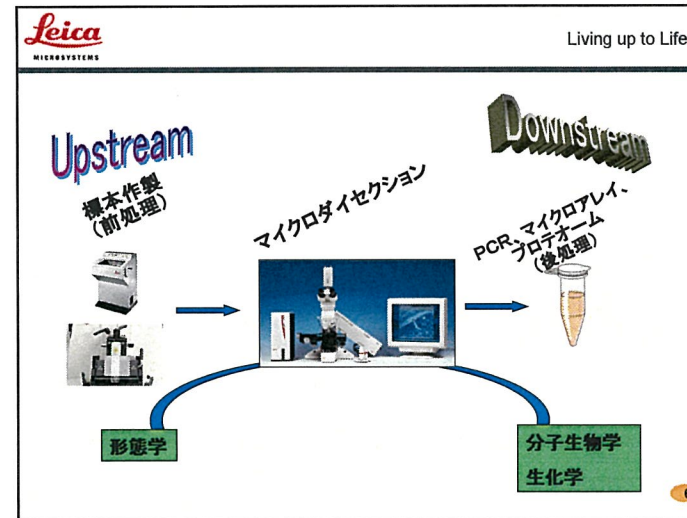 Leica
MICROSYSTEMS
Living up to Life
Upstream
標本作製
(前処理)
マイクロダイセクション
Downstream
PCR、マイクロアレイ、
プロテオーム
(後処理)
形態学
分子生物学
生化学